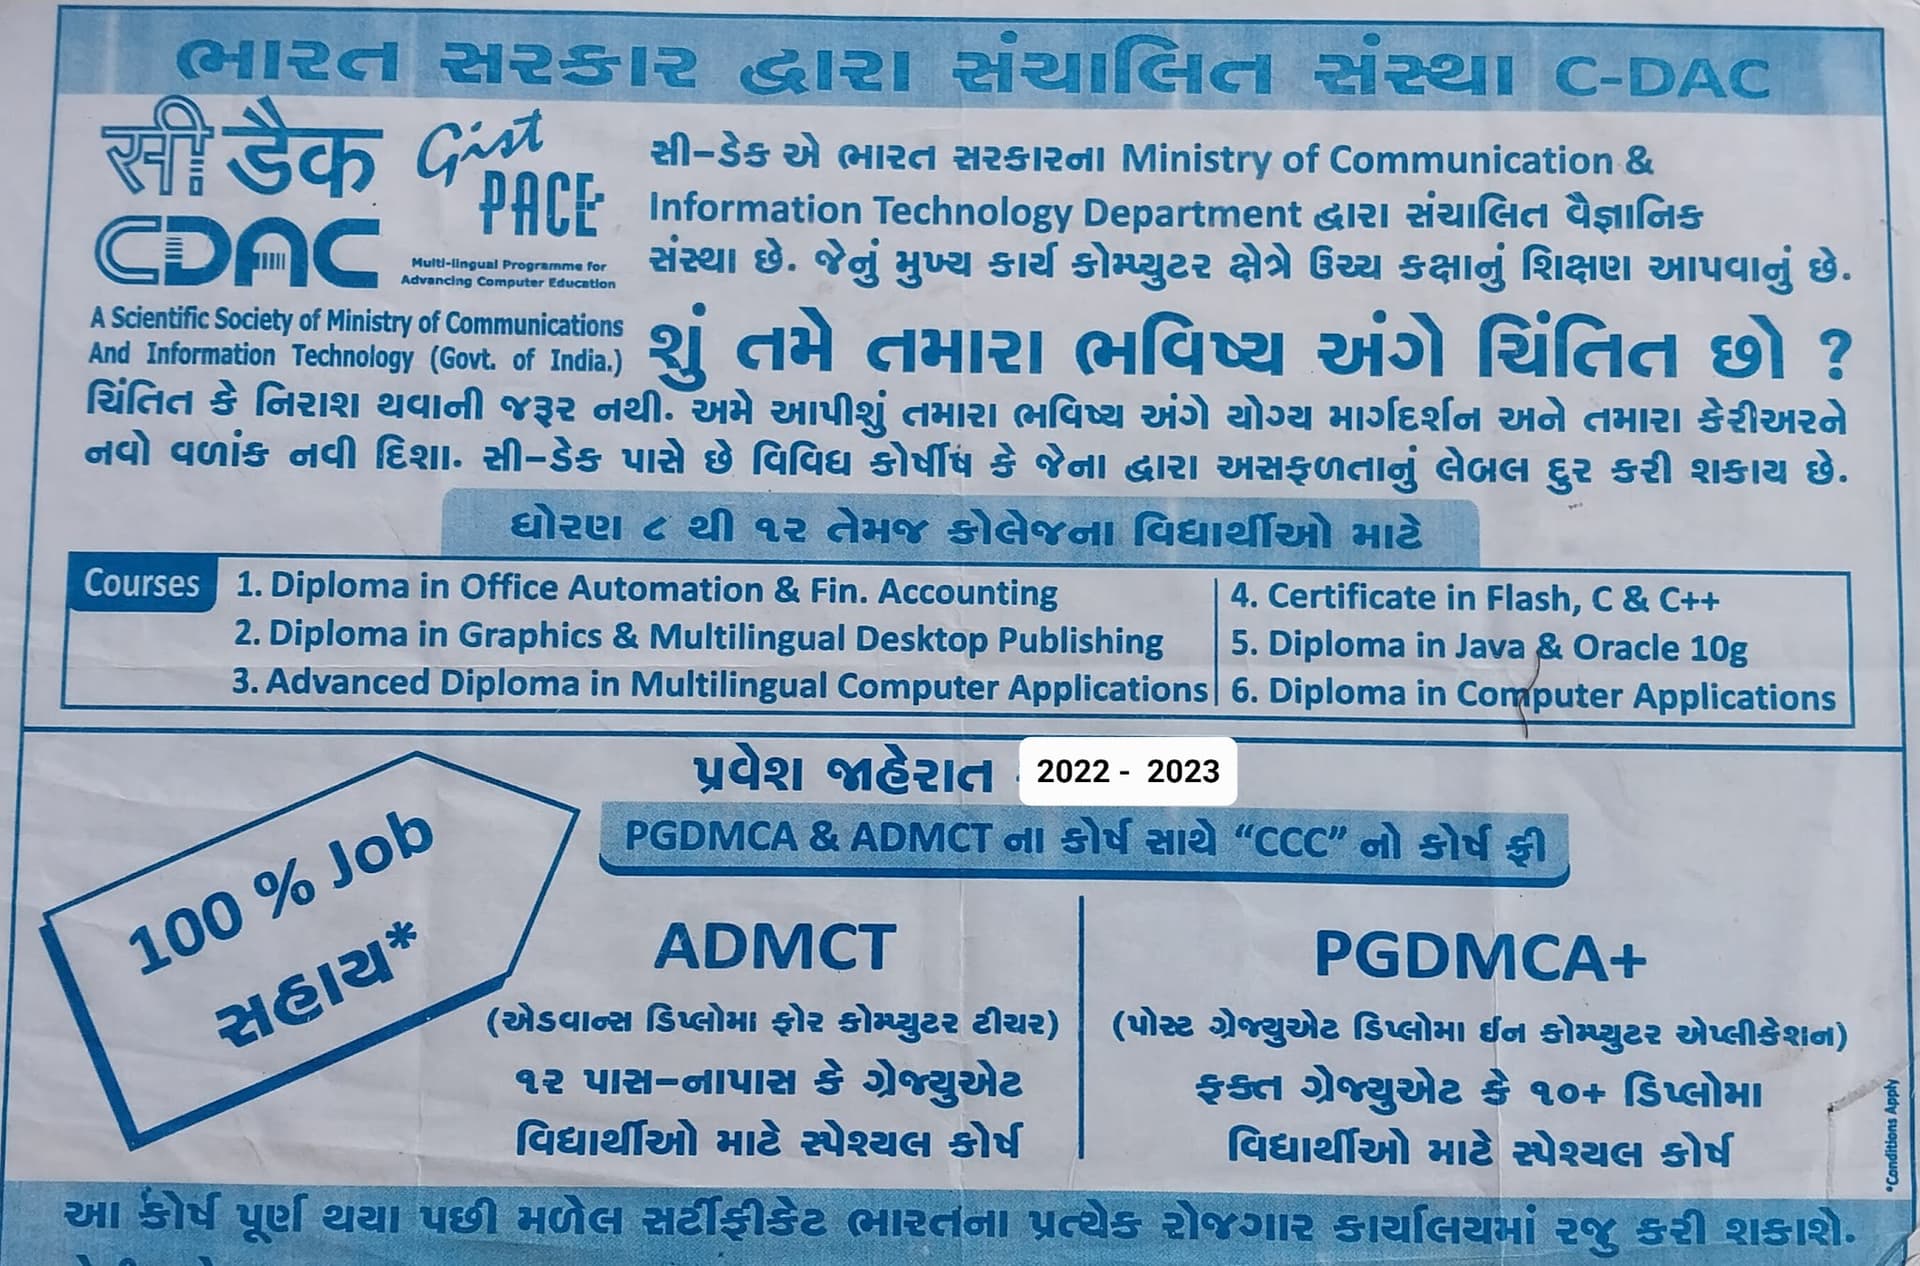 ભારત સરકાર દ્વારા સંચાલિત સંસ્થા C-DAC
सी डैक
CDAC
Gist
PACE
Multi-lingual Programme for
Advancing Computer Education
A Scientific Society of Ministry of Communications
And Information Technology (Govt. of India.)
સી-ડેક એ ભારત સરકારના Ministry of Communication &
Information Technology Department દ્વારા સંચાલિત વૈજ્ઞાનિક
સંસ્થા છે. જેનું મુખ્ય કાર્ય કોમ્પ્યુટર ક્ષેત્રે ઉચ્ચ કક્ષાનું શિક્ષણ આપવાનું છે.
શું તમે તમારા ભવિષ્ય અંગે ચિંતિત છો ?
ચિંતિત કે નિરાશ થવાની જરૂર નથી. અમે આપીશું તમારા ભવિષ્ય અંગે યોગ્ય માર્ગદર્શન અને તમારા કેરીઅરને
નવો વળાંક નવી દિશા. સી-ડેક પાસે છે વિવિધ કોર્ષીષ કે જેના દ્વારા અસફળતાનું લેબલ દુર કરી શકાય છે.
ધોરણ ૮ થી ૧૨ તેમજ કોલેજના વિદ્યાર્થીઓ માટે
Courses
1. Diploma in Office Automation & Fin. Accounting
2. Diploma in Graphics & Multilingual Desktop Publishing
3. Advanced Diploma in Multilingual Computer Applications
4. Certificate in Flash, C & C++
5. Diploma in Java & Oracle 10g
6. Diploma in Computer Applications
પ્રવેશ જાહેરાત 2022 - 2023
PGDMCA & ADMCT ના કોર્ષ સાથે “CCC” નો કોર્ષ ફ્રી
100 % Job
સહાય*
ADMCT
(એડવાન્સ ડિપ્લોમા ફોર કોમ્પ્યુટર ટીચર)
૧૨ પાસ-નાપાસ કે ગ્રેજ્યુએટ
વિદ્યાર્થીઓ માટે સ્પેશ્યલ કોર્ષ
PGDMCA+
(પોસ્ટ ગ્રેજ્યુએટ ડિપ્લોમા ઈન કોમ્પ્યુટર એપ્લીકેશન)
ફક્ત ગ્રેજ્યુએટ કે ૧૦+ ડિપ્લોમા
વિદ્યાર્થીઓ માટે સ્પેશ્યલ કોર્ષ
*Conditions Apply
આ કોર્ષ પૂર્ણ થયા પછી મળેલ સર્ટીફીકેટ ભારતના પ્રત્યેક રોજગાર કાર્યાલયમાં રજુ કરી શકાશે.